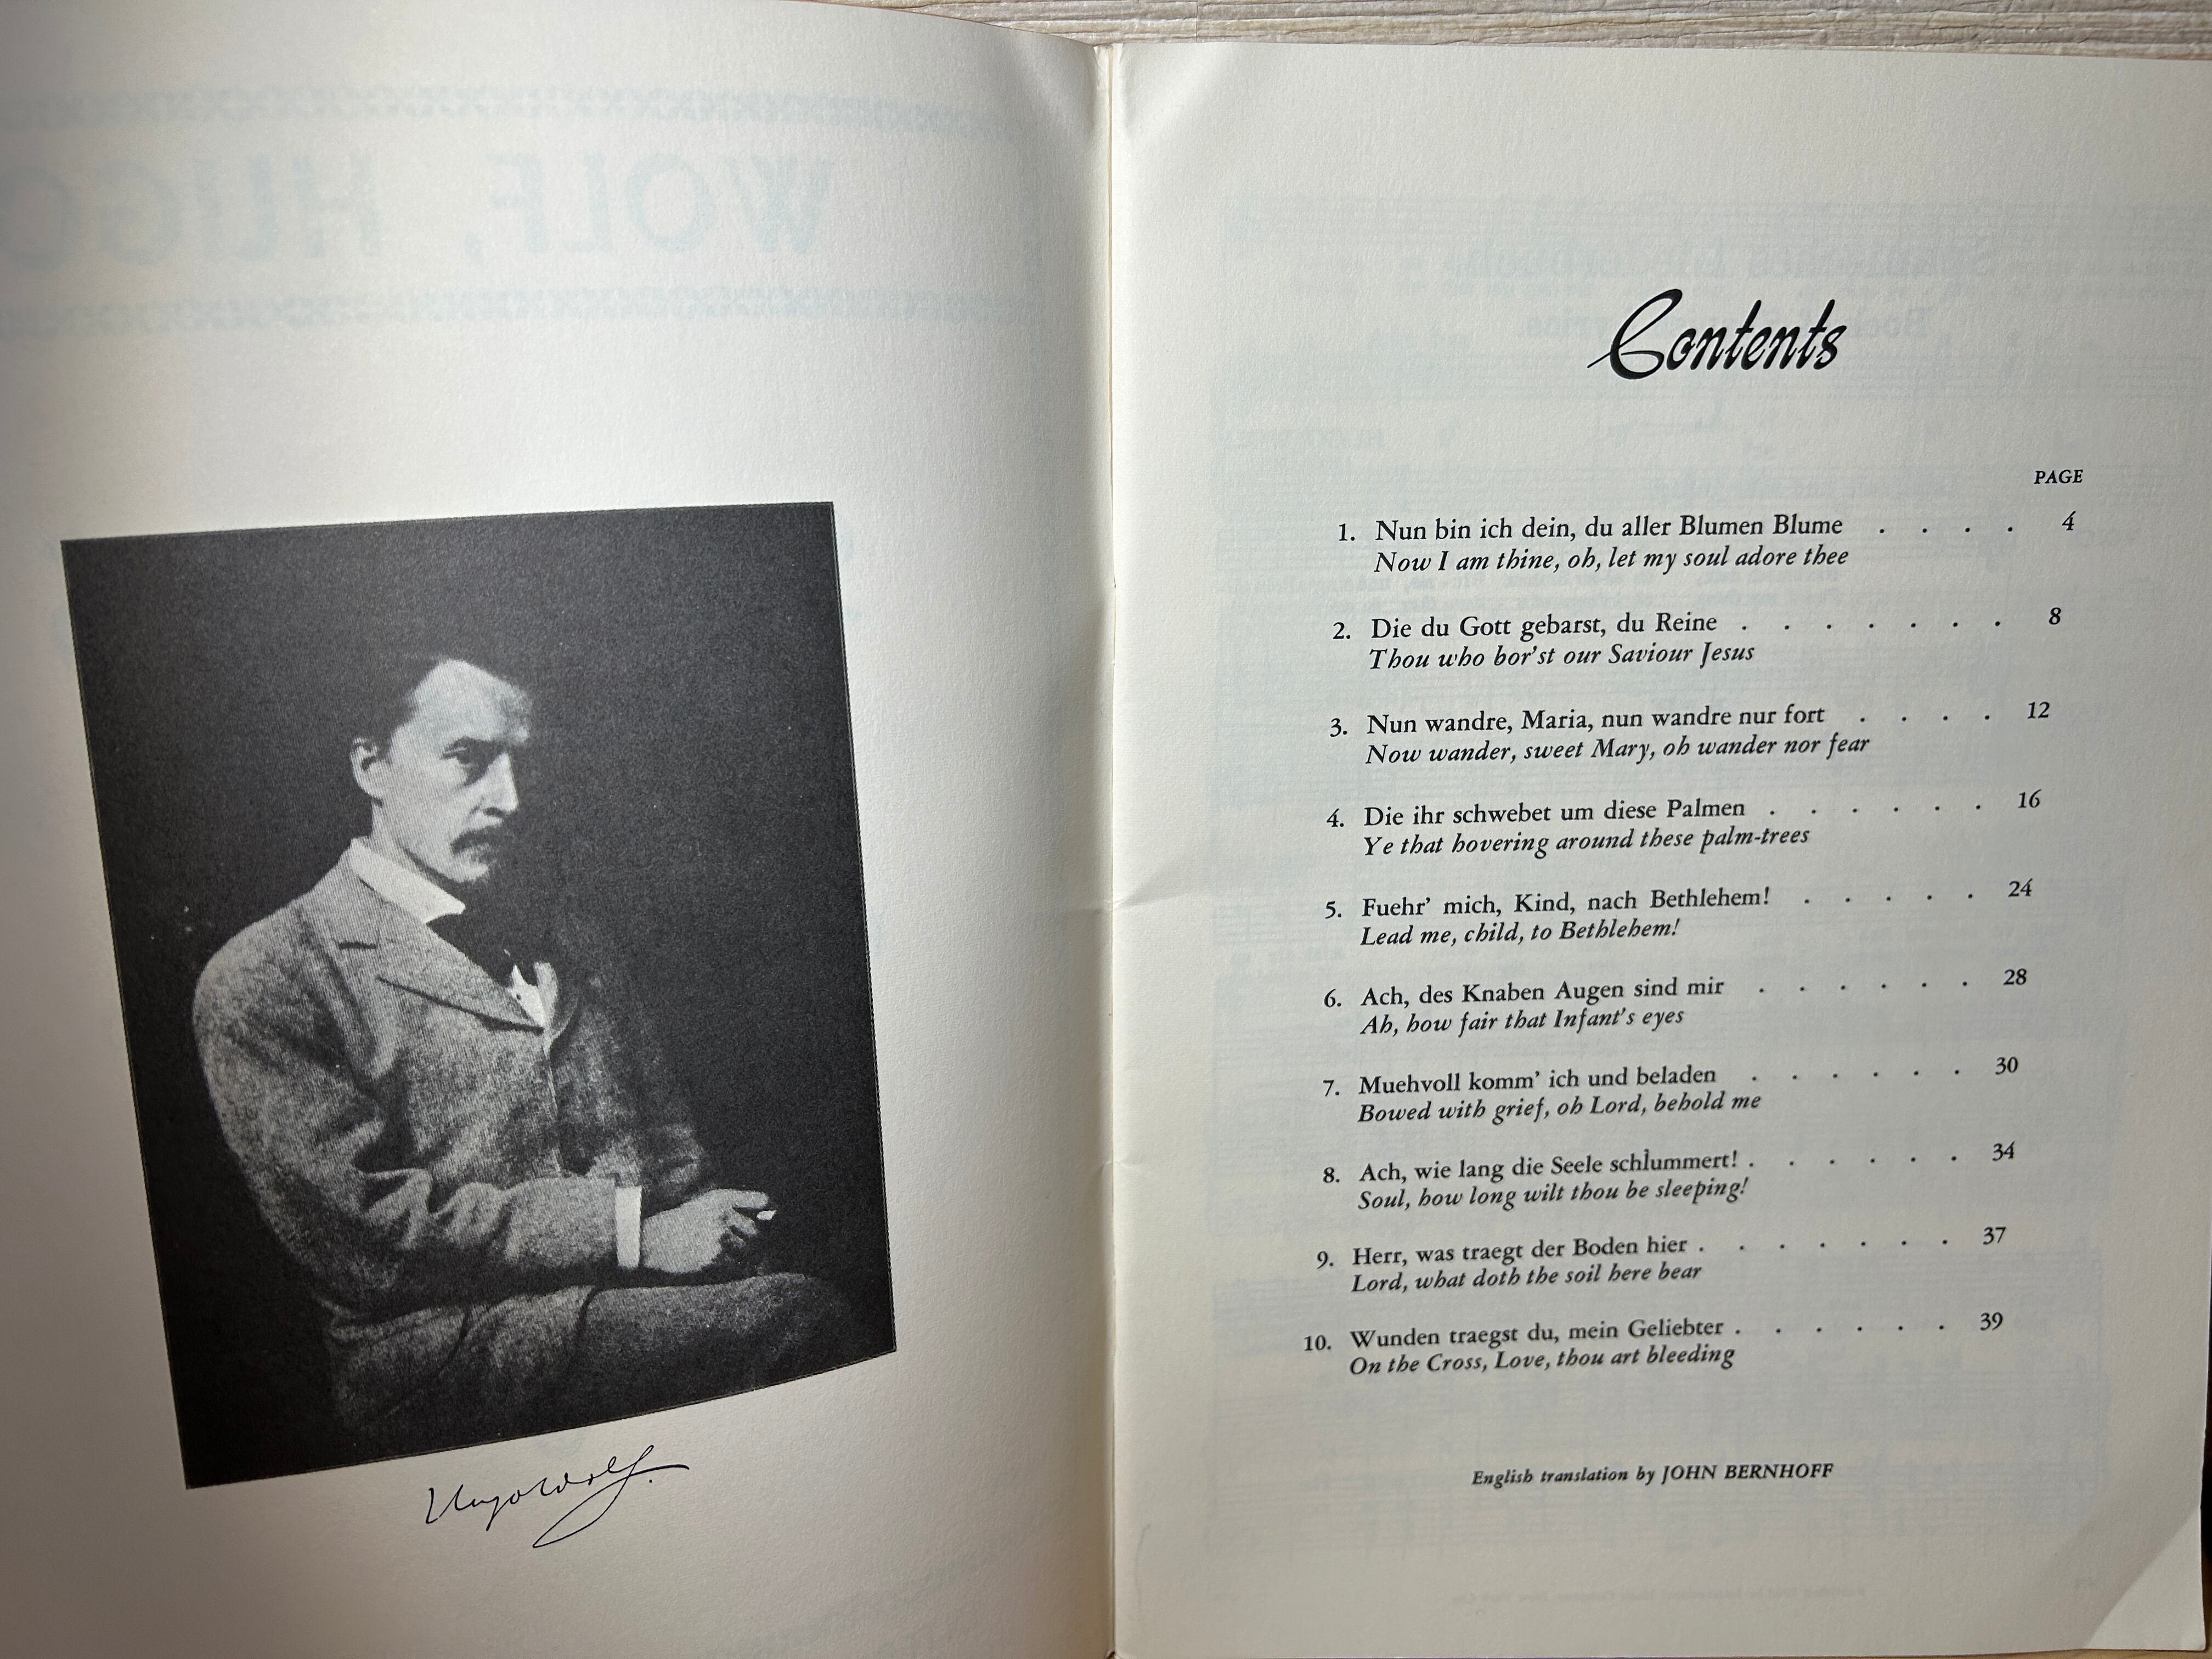 WOLF, HUGO
Hugo Wolf.
Contents
PAGE
1. Nun bin ich dein, du aller Blumen Blume . . . . 4
Now I am thine, oh, let my soul adore thee
2. Die du Gott gebarst, du Reine . . . . . . . 8
Thou who bor'st our Saviour Jesus
3. Nun wandre, Maria, nun wandre nur fort . . . . 12
Now wander, sweet Mary, oh wander nor fear
4. Die ihr schwebet um diese Palmen . . . . . . 16
Ye that hovering around these palm-trees
5. Fuehr' mich, Kind, nach Bethlehem! . . . . . 24
Lead me, child, to Bethlehem!
6. Ach, des Knaben Augen sind mir . . . . . . 28
Ah, how fair that Infant's eyes
7. Muehvoll komm' ich und beladen . . . . . . 30
Bowed with grief, oh Lord, behold me
8. Ach, wie lang die Seele schlummert! . . . . . . 34
Soul, how long wilt thou be sleeping!
9. Herr, was traegt der Boden hier . . . . . . . 37
Lord, what doth the soil here bear
10. Wunden traegst du, mein Geliebter . . . . . . 39
On the Cross, Love, thou art bleeding
English translation by JOHN BERNHOFF